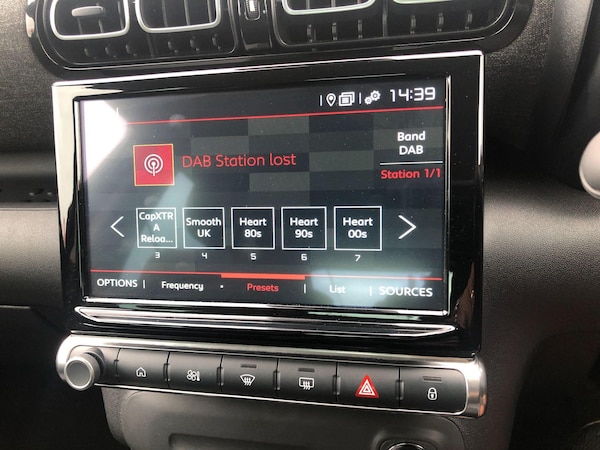 14:39
Band
DAB
DAB Station lost
Station 1/1
CapXTR
A
Reloa...
Smooth
UK
Heart
80s
Heart
90s
Heart
00s
3 4 5 6 7
OPTIONS Frequency Presets List SOURCES